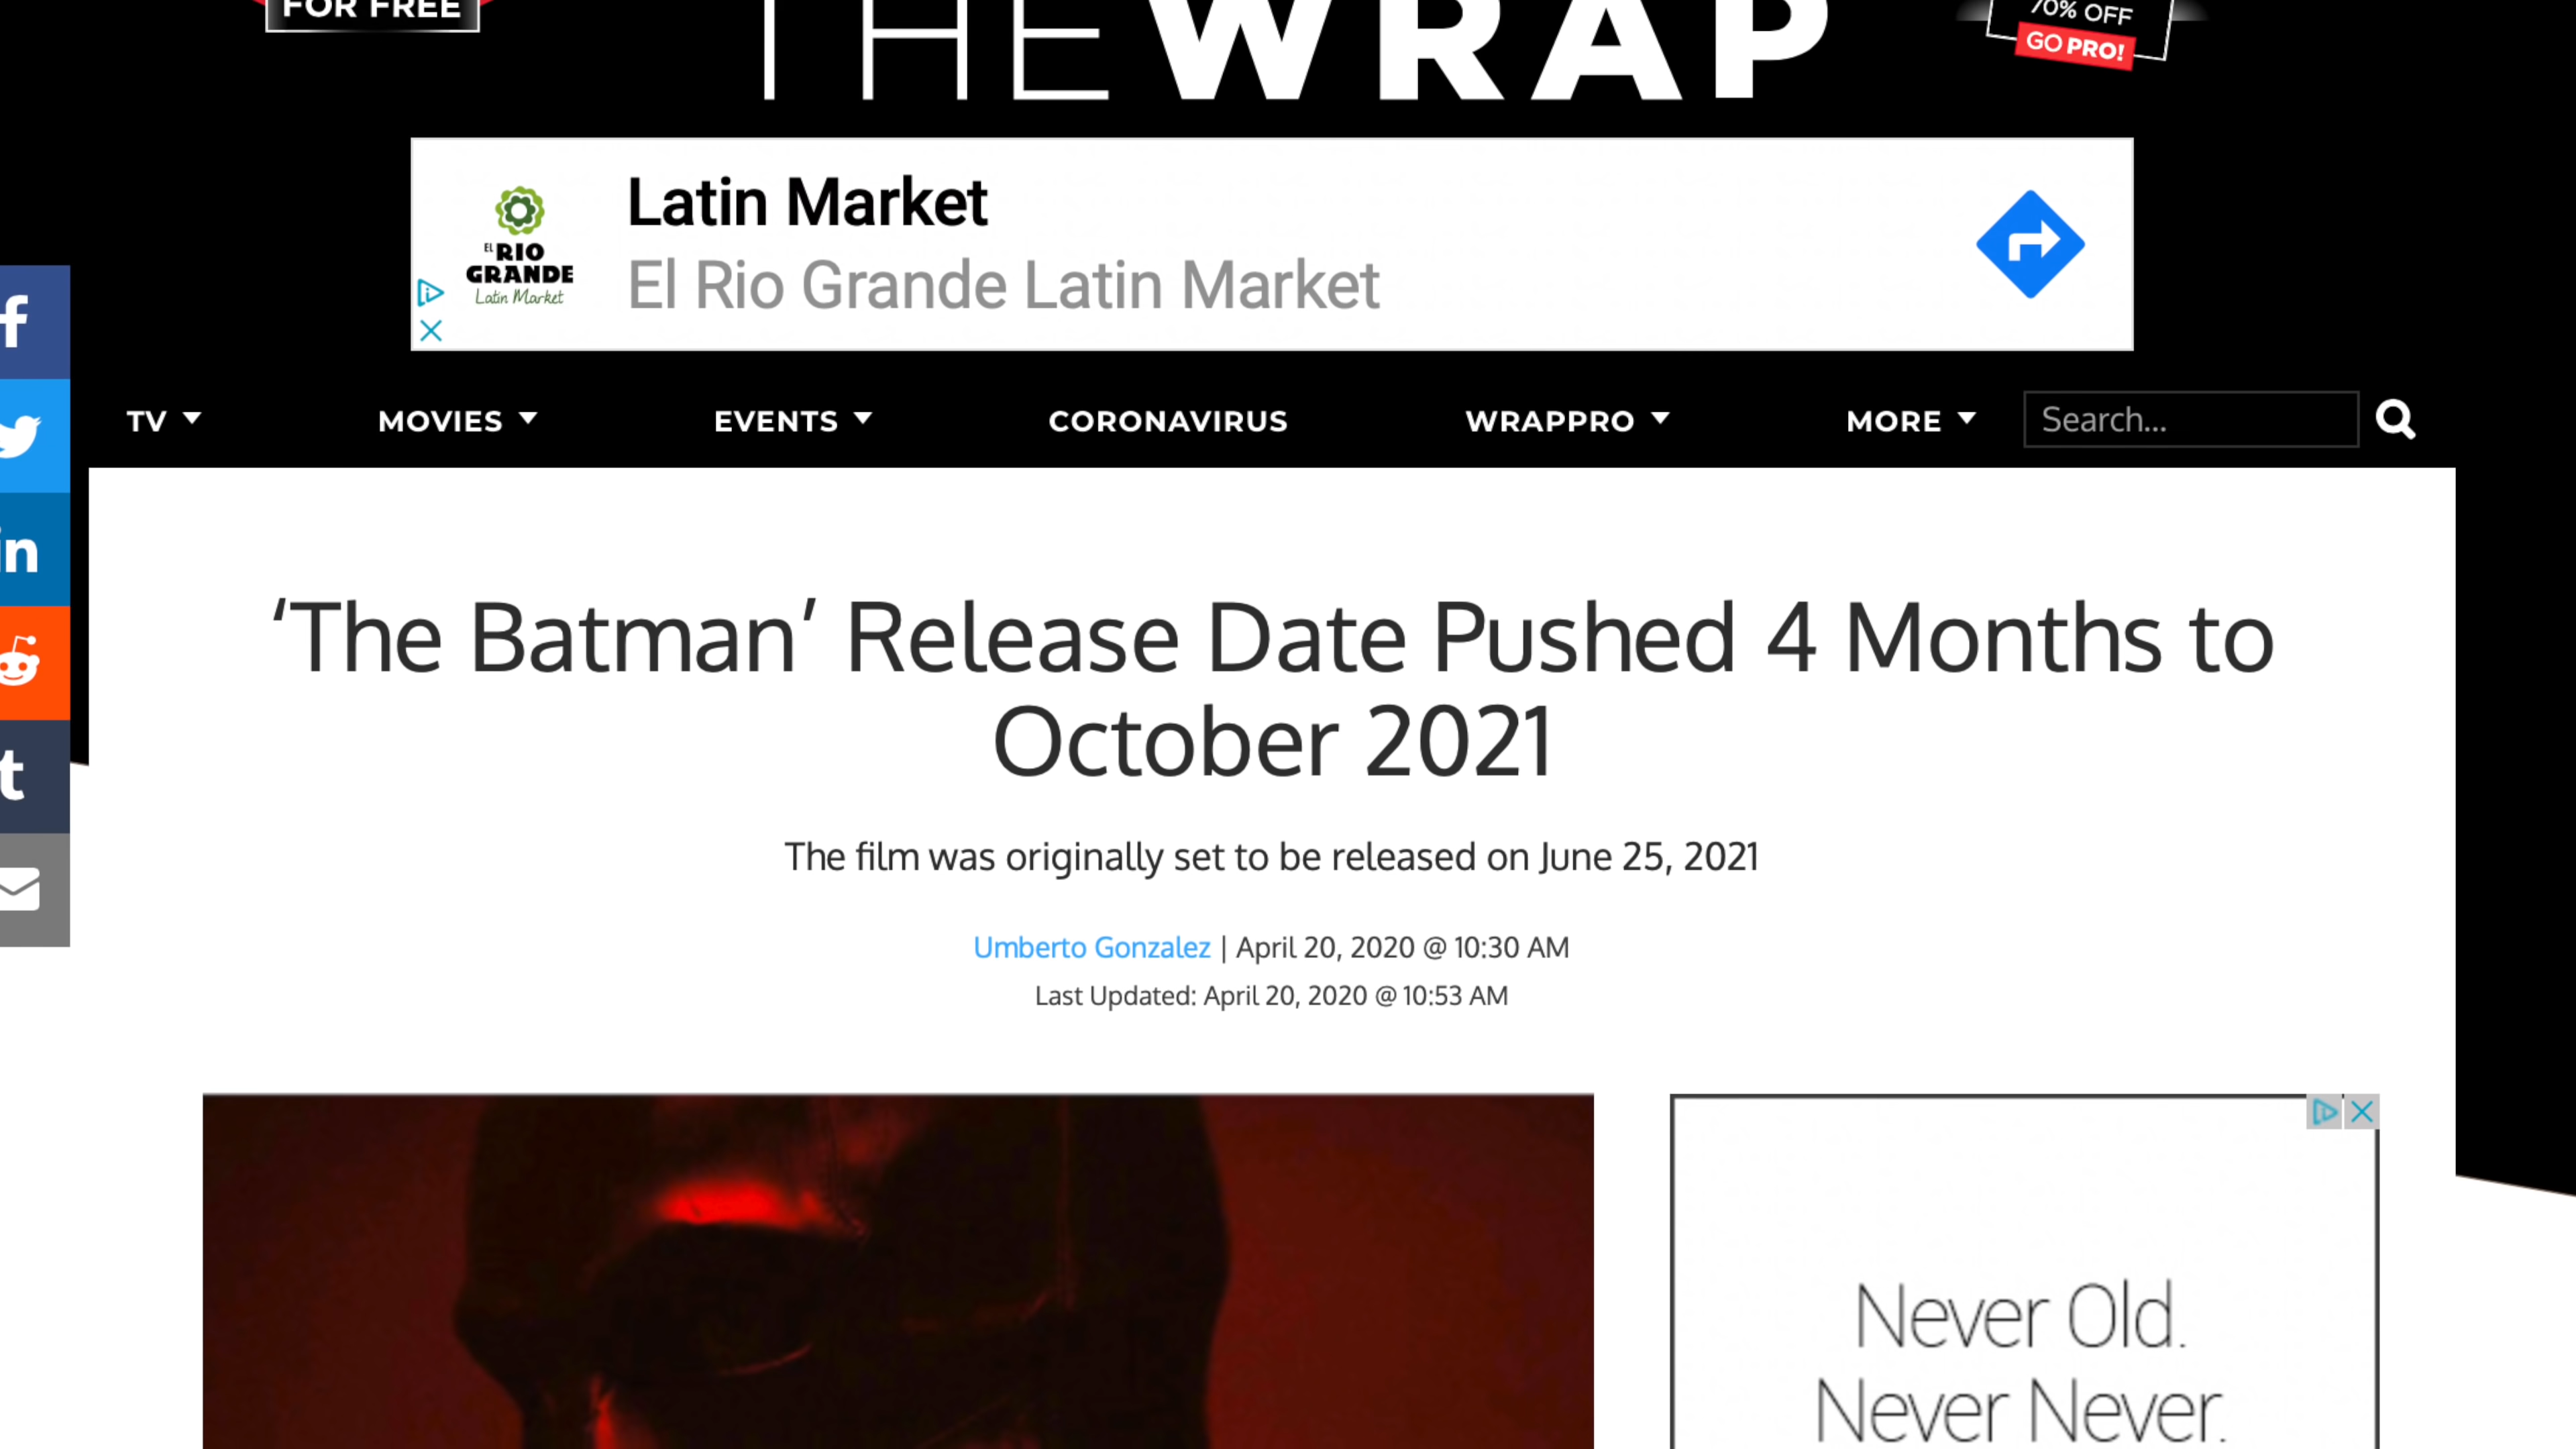 FOR FREE
THEWRAP
70% OFF
GO PRO!
Latin Market
El Rio Grande Latin Market
EL RIO
GRANDE
Latin Market
TV
MOVIES
EVENTS
CORONAVIRUS
WRAPPRO
MORE
Search...
f
in
t
‘The Batman’ Release Date Pushed 4 Months to
October 2021
The film was originally set to be released on June 25, 2021
Umberto Gonzalez | April 20, 2020 @ 10:30 AM
Last Updated: April 20, 2020 @ 10:53 AM
Never Old.
Never Never.